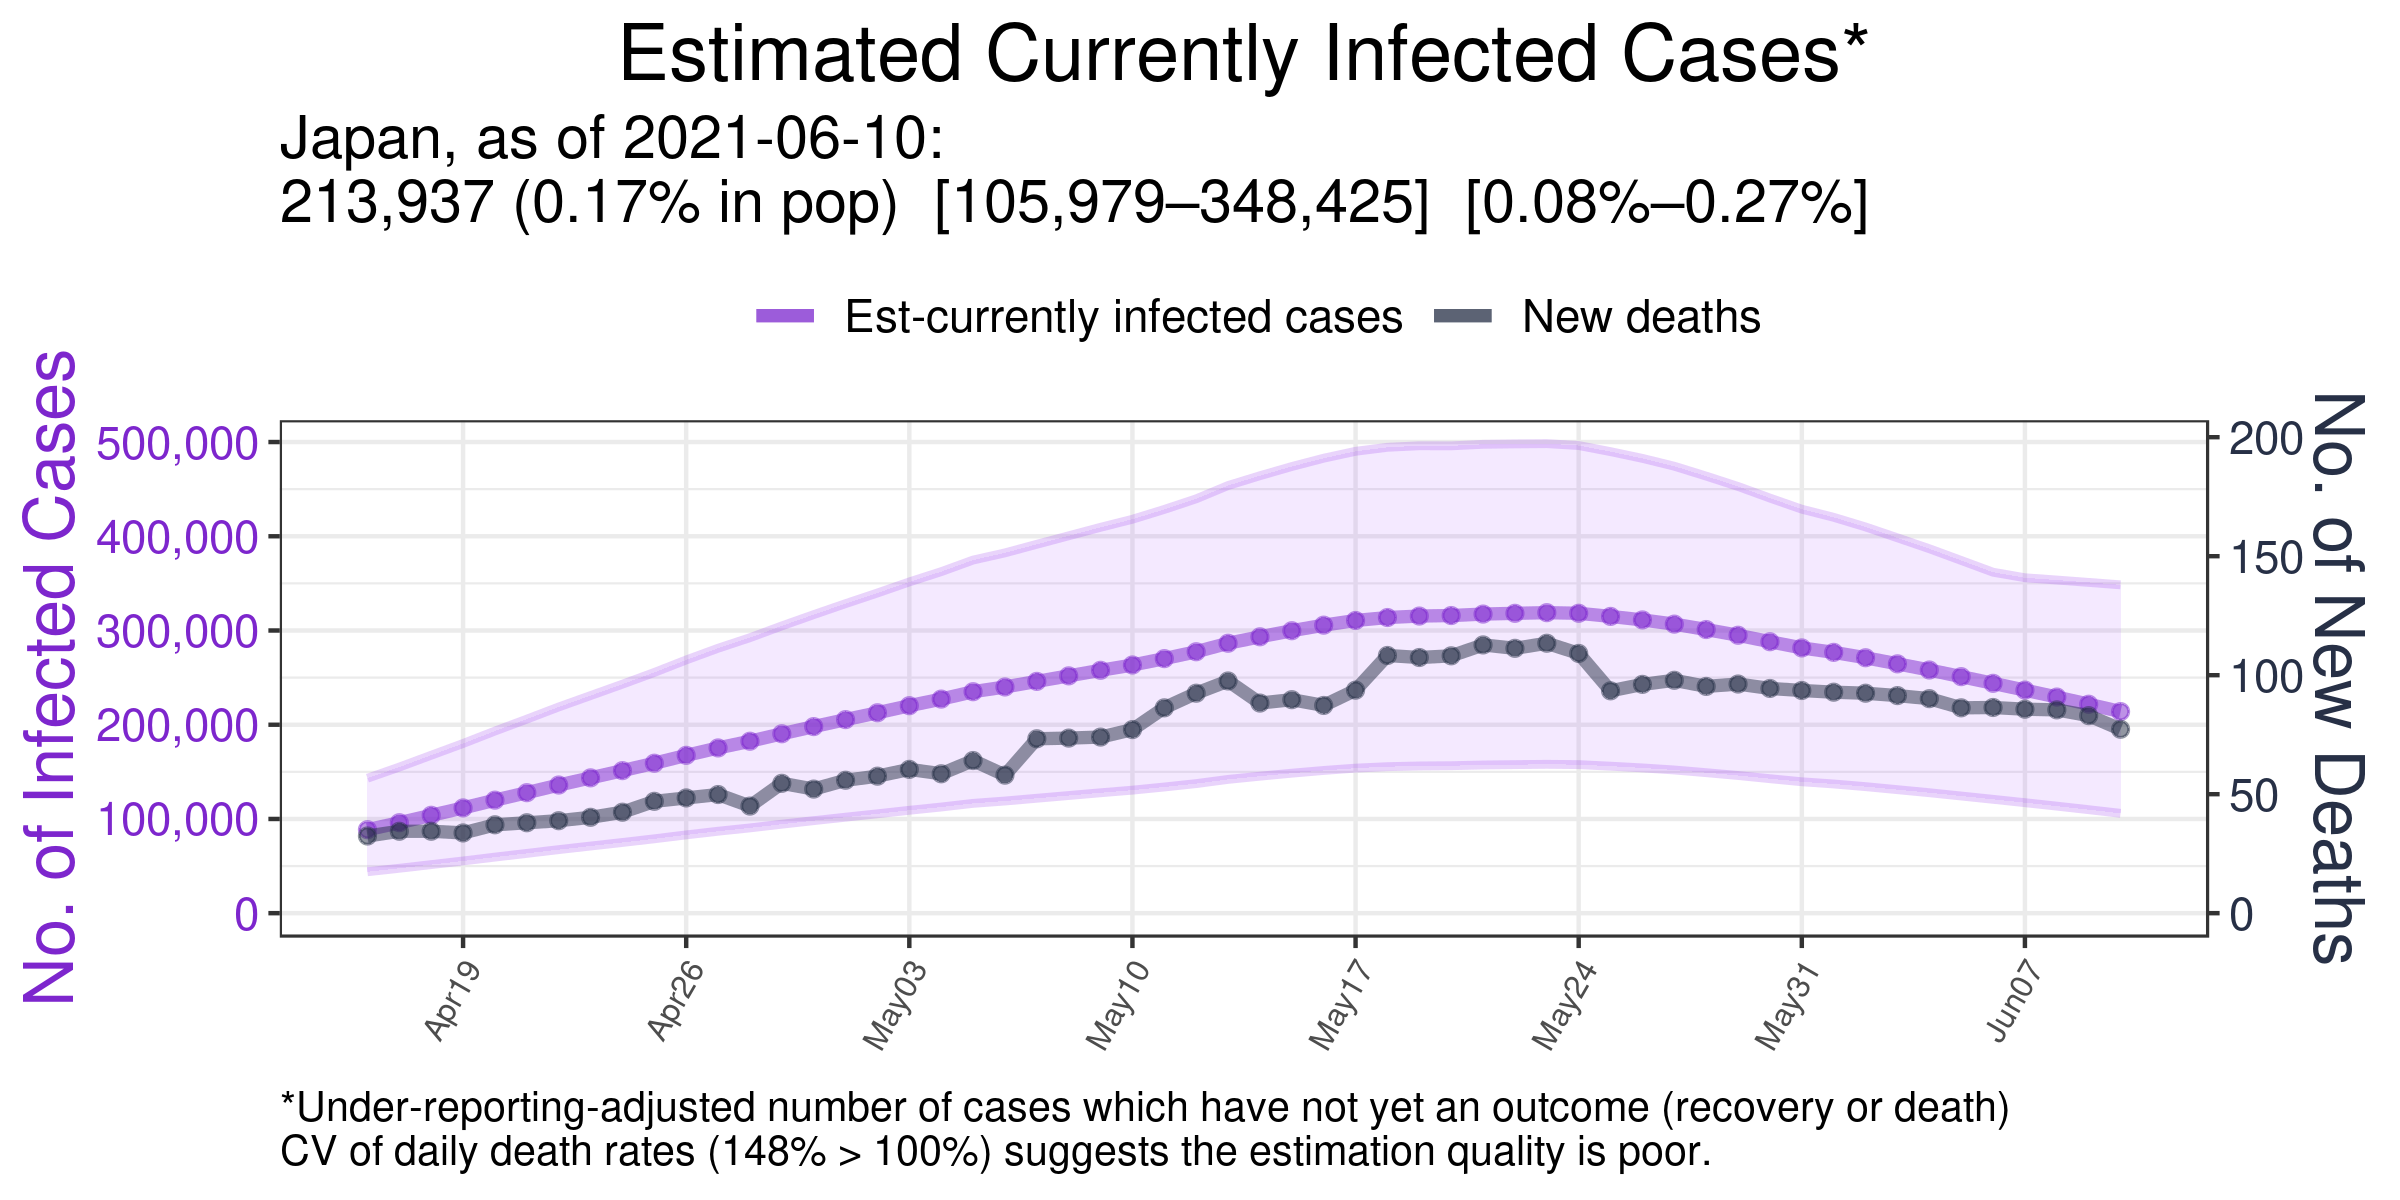 Estimated Currently Infected Cases*
Japan, as of 2021-06-10:
213,937 (0.17% in pop) [105,979–348,425] [0.08%–0.27%]
Est-currently infected cases
New deaths
No. of Infected Cases
500,000
400,000
300,000
200,000
100,000
0
200
150
100
50
0
No. of New Deaths
Apr19
Apr26
May03
May10
May17
May24
May31
Jun07
*Under-reporting-adjusted number of cases which have not yet an outcome (recovery or death)
CV of daily death rates (148% > 100%) suggests the estimation quality is poor.